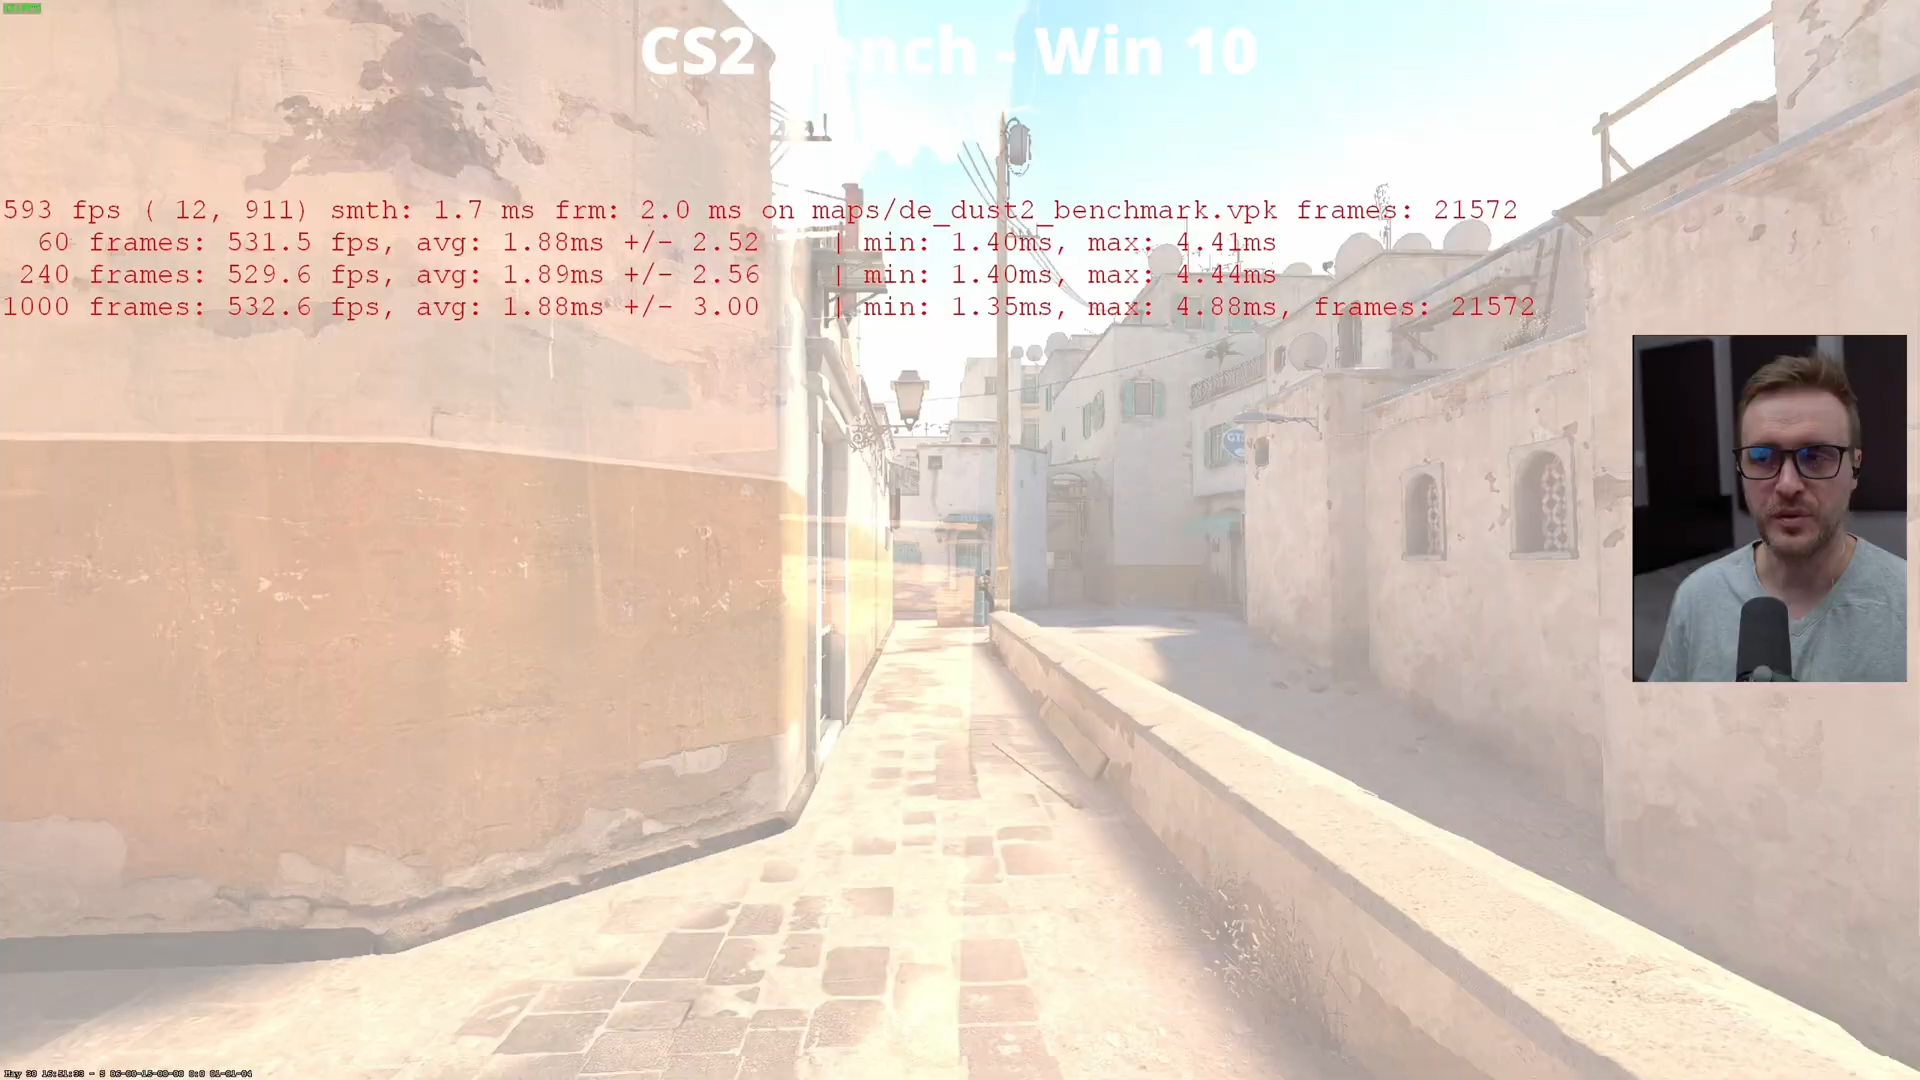 CS2 Bench - Win 10
593 fps ( 12, 911) smth: 1.7 ms frm: 2.0 ms on maps/de_dust2_benchmark.vpk frames: 21572
60 frames: 531.5 fps, avg: 1.88ms +/- 2.52 | min: 1.40ms, max: 4.41ms
240 frames: 529.6 fps, avg: 1.89ms +/- 2.56 | min: 1.40ms, max: 4.44ms
1000 frames: 532.6 fps, avg: 1.88ms +/- 3.00 | min: 1.35ms, max: 4.88ms, frames: 21572